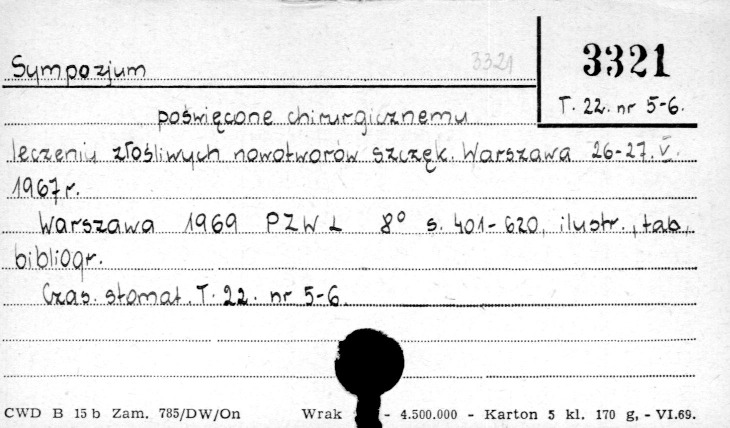 Sympozjum 3321 3321
T. 22. nr 5-6.
poświęcone chirurgicznemu
leczeniu złośliwych nowotworów szczęk. Warszawa 26-27.V.
1967 r.
Warszawa 1969 PZWL 8° s. 401-620, ilustr., tab.,
bibliogr.
Czas. stomat. T. 22. nr 5-6.
CWD B 15 b Zam. 785/DW/On Wrak - 4.500.000 - Karton 5 kl. 170 g, - VI.69.